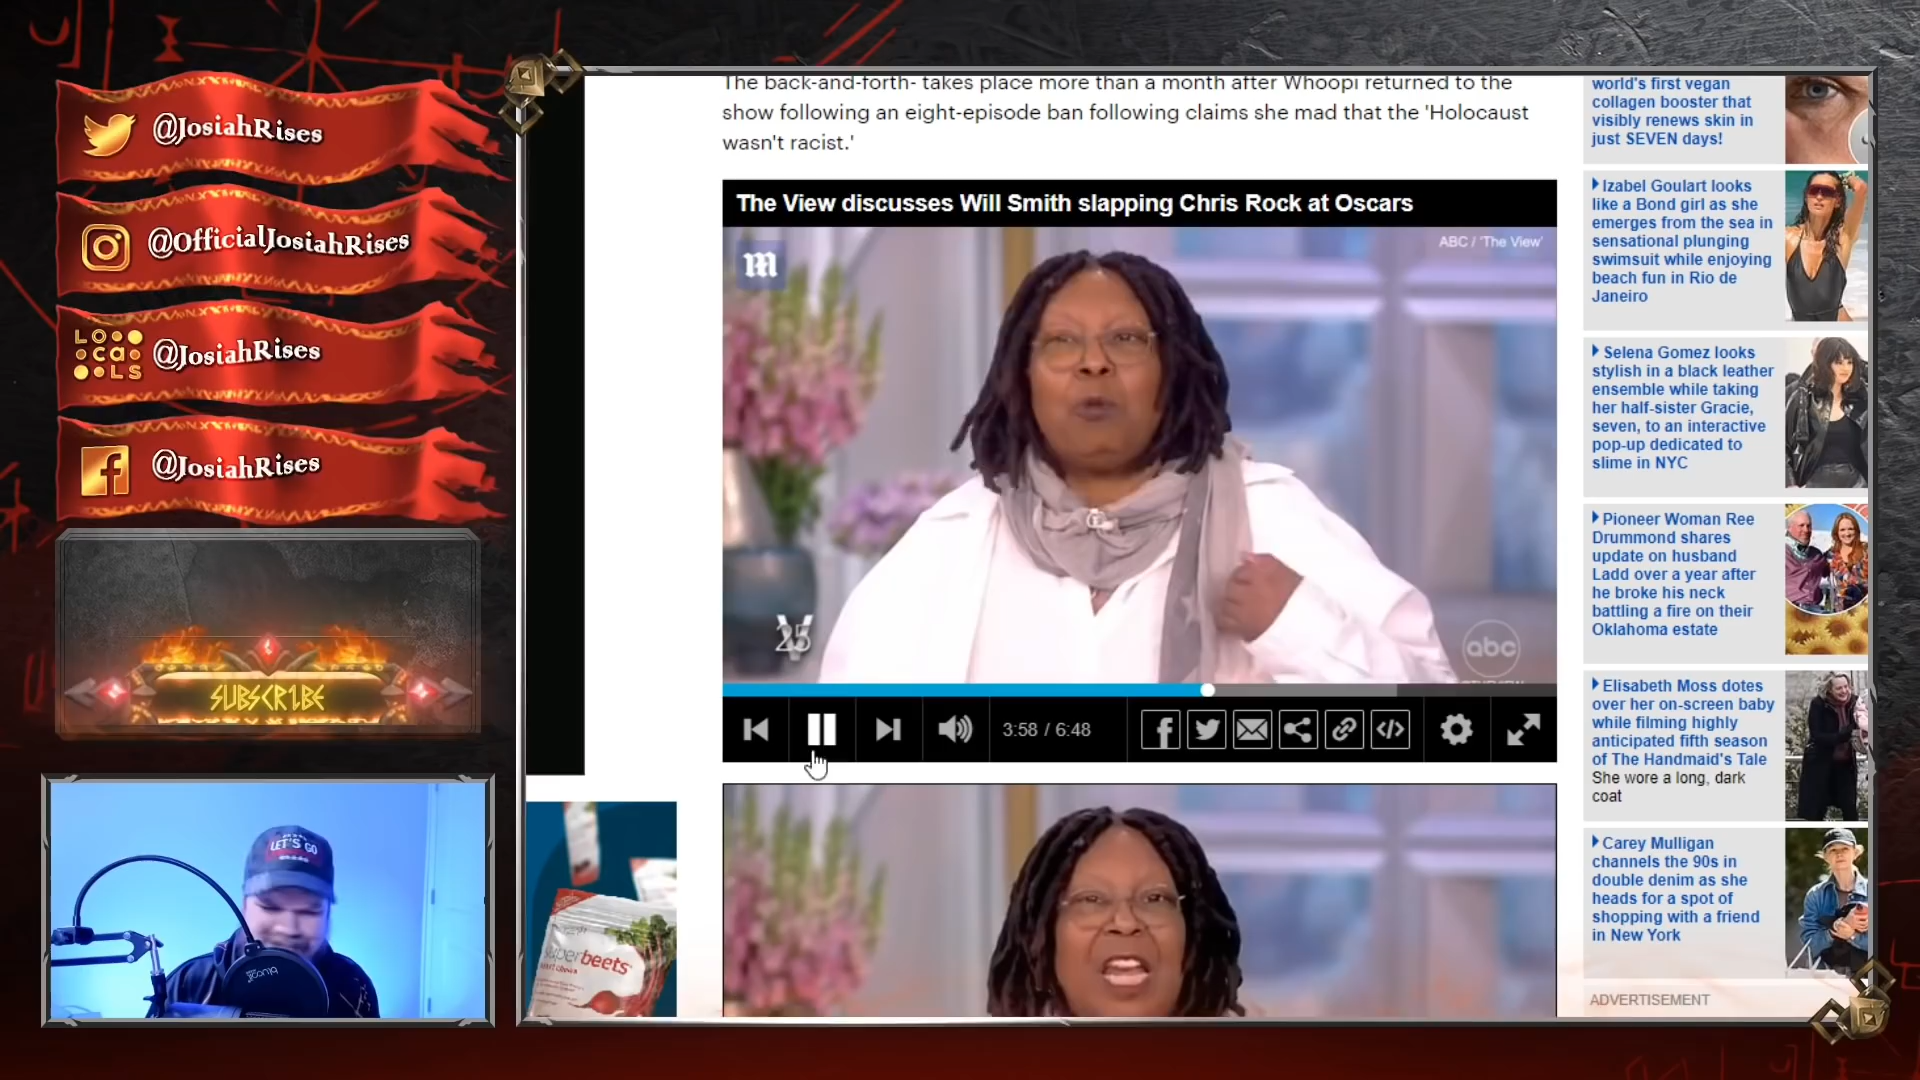 @JosiahRises
@OfficialJosiahRises
LOcaLS
@JosiahRises
@JosiahRises
SUBSCRIBE
LET'S GO
The back-and-forth- takes place more than a month after Whoopi returned to the
show following an eight-episode ban following claims she mad that the 'Holocaust
wasn't racist.'
The View discusses Will Smith slapping Chris Rock at Oscars
ABC / 'The View'
m
25
abc
3:58 / 6:48
superbeets
world's first vegan
collagen booster that
visibly renews skin in
just SEVEN days!
Izabel Goulart looks
like a Bond girl as she
emerges from the sea in
sensational plunging
swimsuit while enjoying
beach fun in Rio de
Janeiro
Selena Gomez looks
stylish in a black leather
ensemble while taking
her half-sister Gracie,
seven, to an interactive
pop-up dedicated to
slime in NYC
Pioneer Woman Ree
Drummond shares
update on husband
Ladd over a year after
he broke his neck
battling a fire on their
Oklahoma estate
Elisabeth Moss dotes
over her on-screen baby
while filming highly
anticipated fifth season
of The Handmaid's Tale
She wore a long, dark
coat
Carey Mulligan
channels the 90s in
double denim as she
heads for a spot of
shopping with a friend
in New York
ADVERTISEMENT